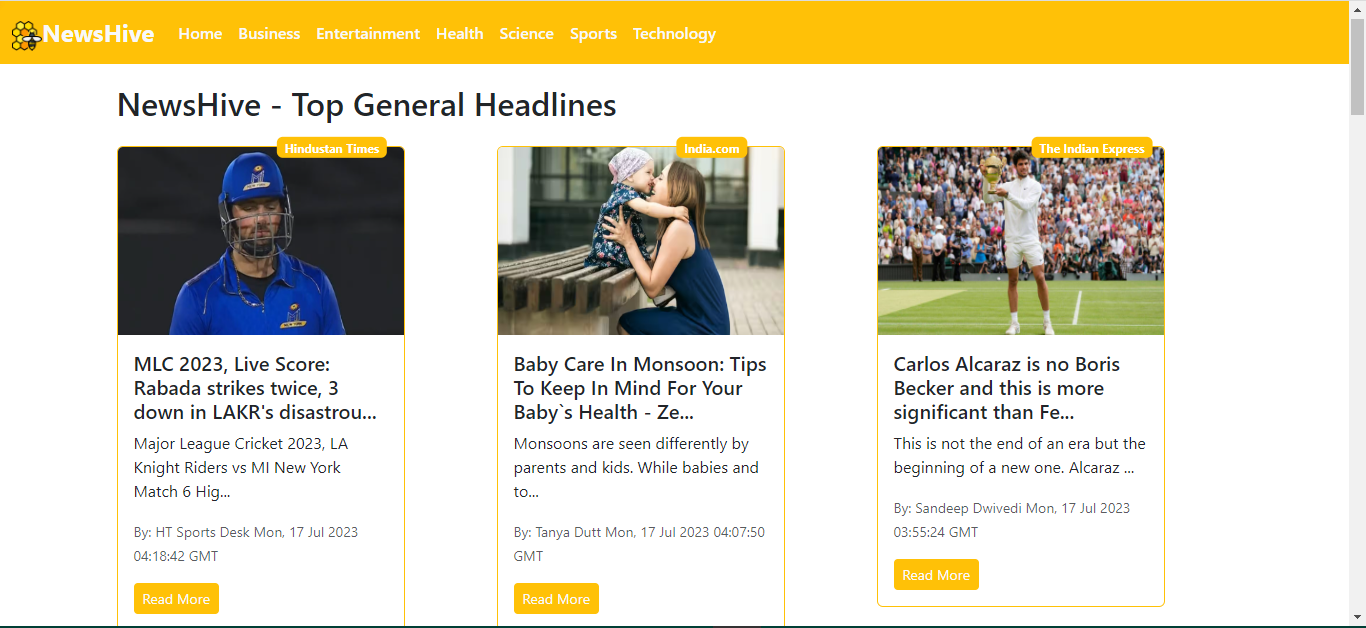 NewsHive Home Business Entertainment Health Science Sports Technology
NewsHive - Top General Headlines
Hindustan Times
MI
NEW YORK
MI
NEW YORK
MLC 2023, Live Score:
Rabada strikes twice, 3
down in LAKR's disastrou...
Major League Cricket 2023, LA
Knight Riders vs MI New York
Match 6 Hig...
By: HT Sports Desk Mon, 17 Jul 2023
04:18:42 GMT
Read More
India.com
Baby Care In Monsoon: Tips
To Keep In Mind For Your
Baby`s Health - Ze...
Monsoons are seen differently by
parents and kids. While babies and
to...
By: Tanya Dutt Mon, 17 Jul 2023 04:07:50
GMT
Read More
The Indian Express
Carlos Alcaraz is no Boris
Becker and this is more
significant than Fe...
This is not the end of an era but the
beginning of a new one. Alcaraz ...
By: Sandeep Dwivedi Mon, 17 Jul 2023
03:55:24 GMT
Read More